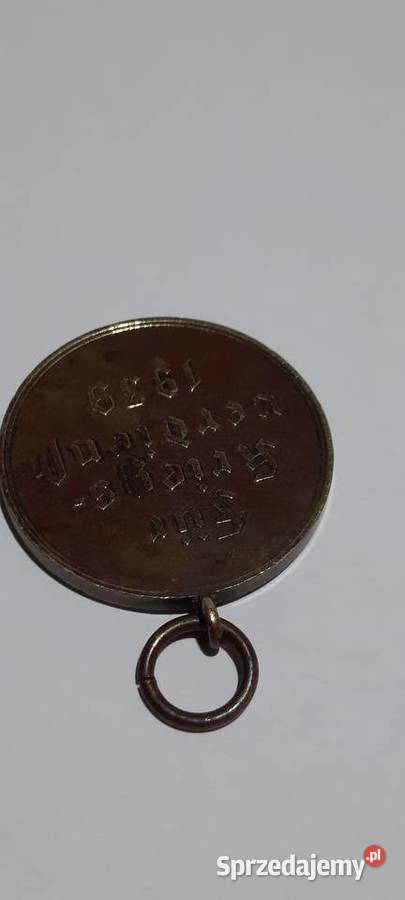 Für
Kriegs-
verdienst
1939
Sprzedajemy.pl